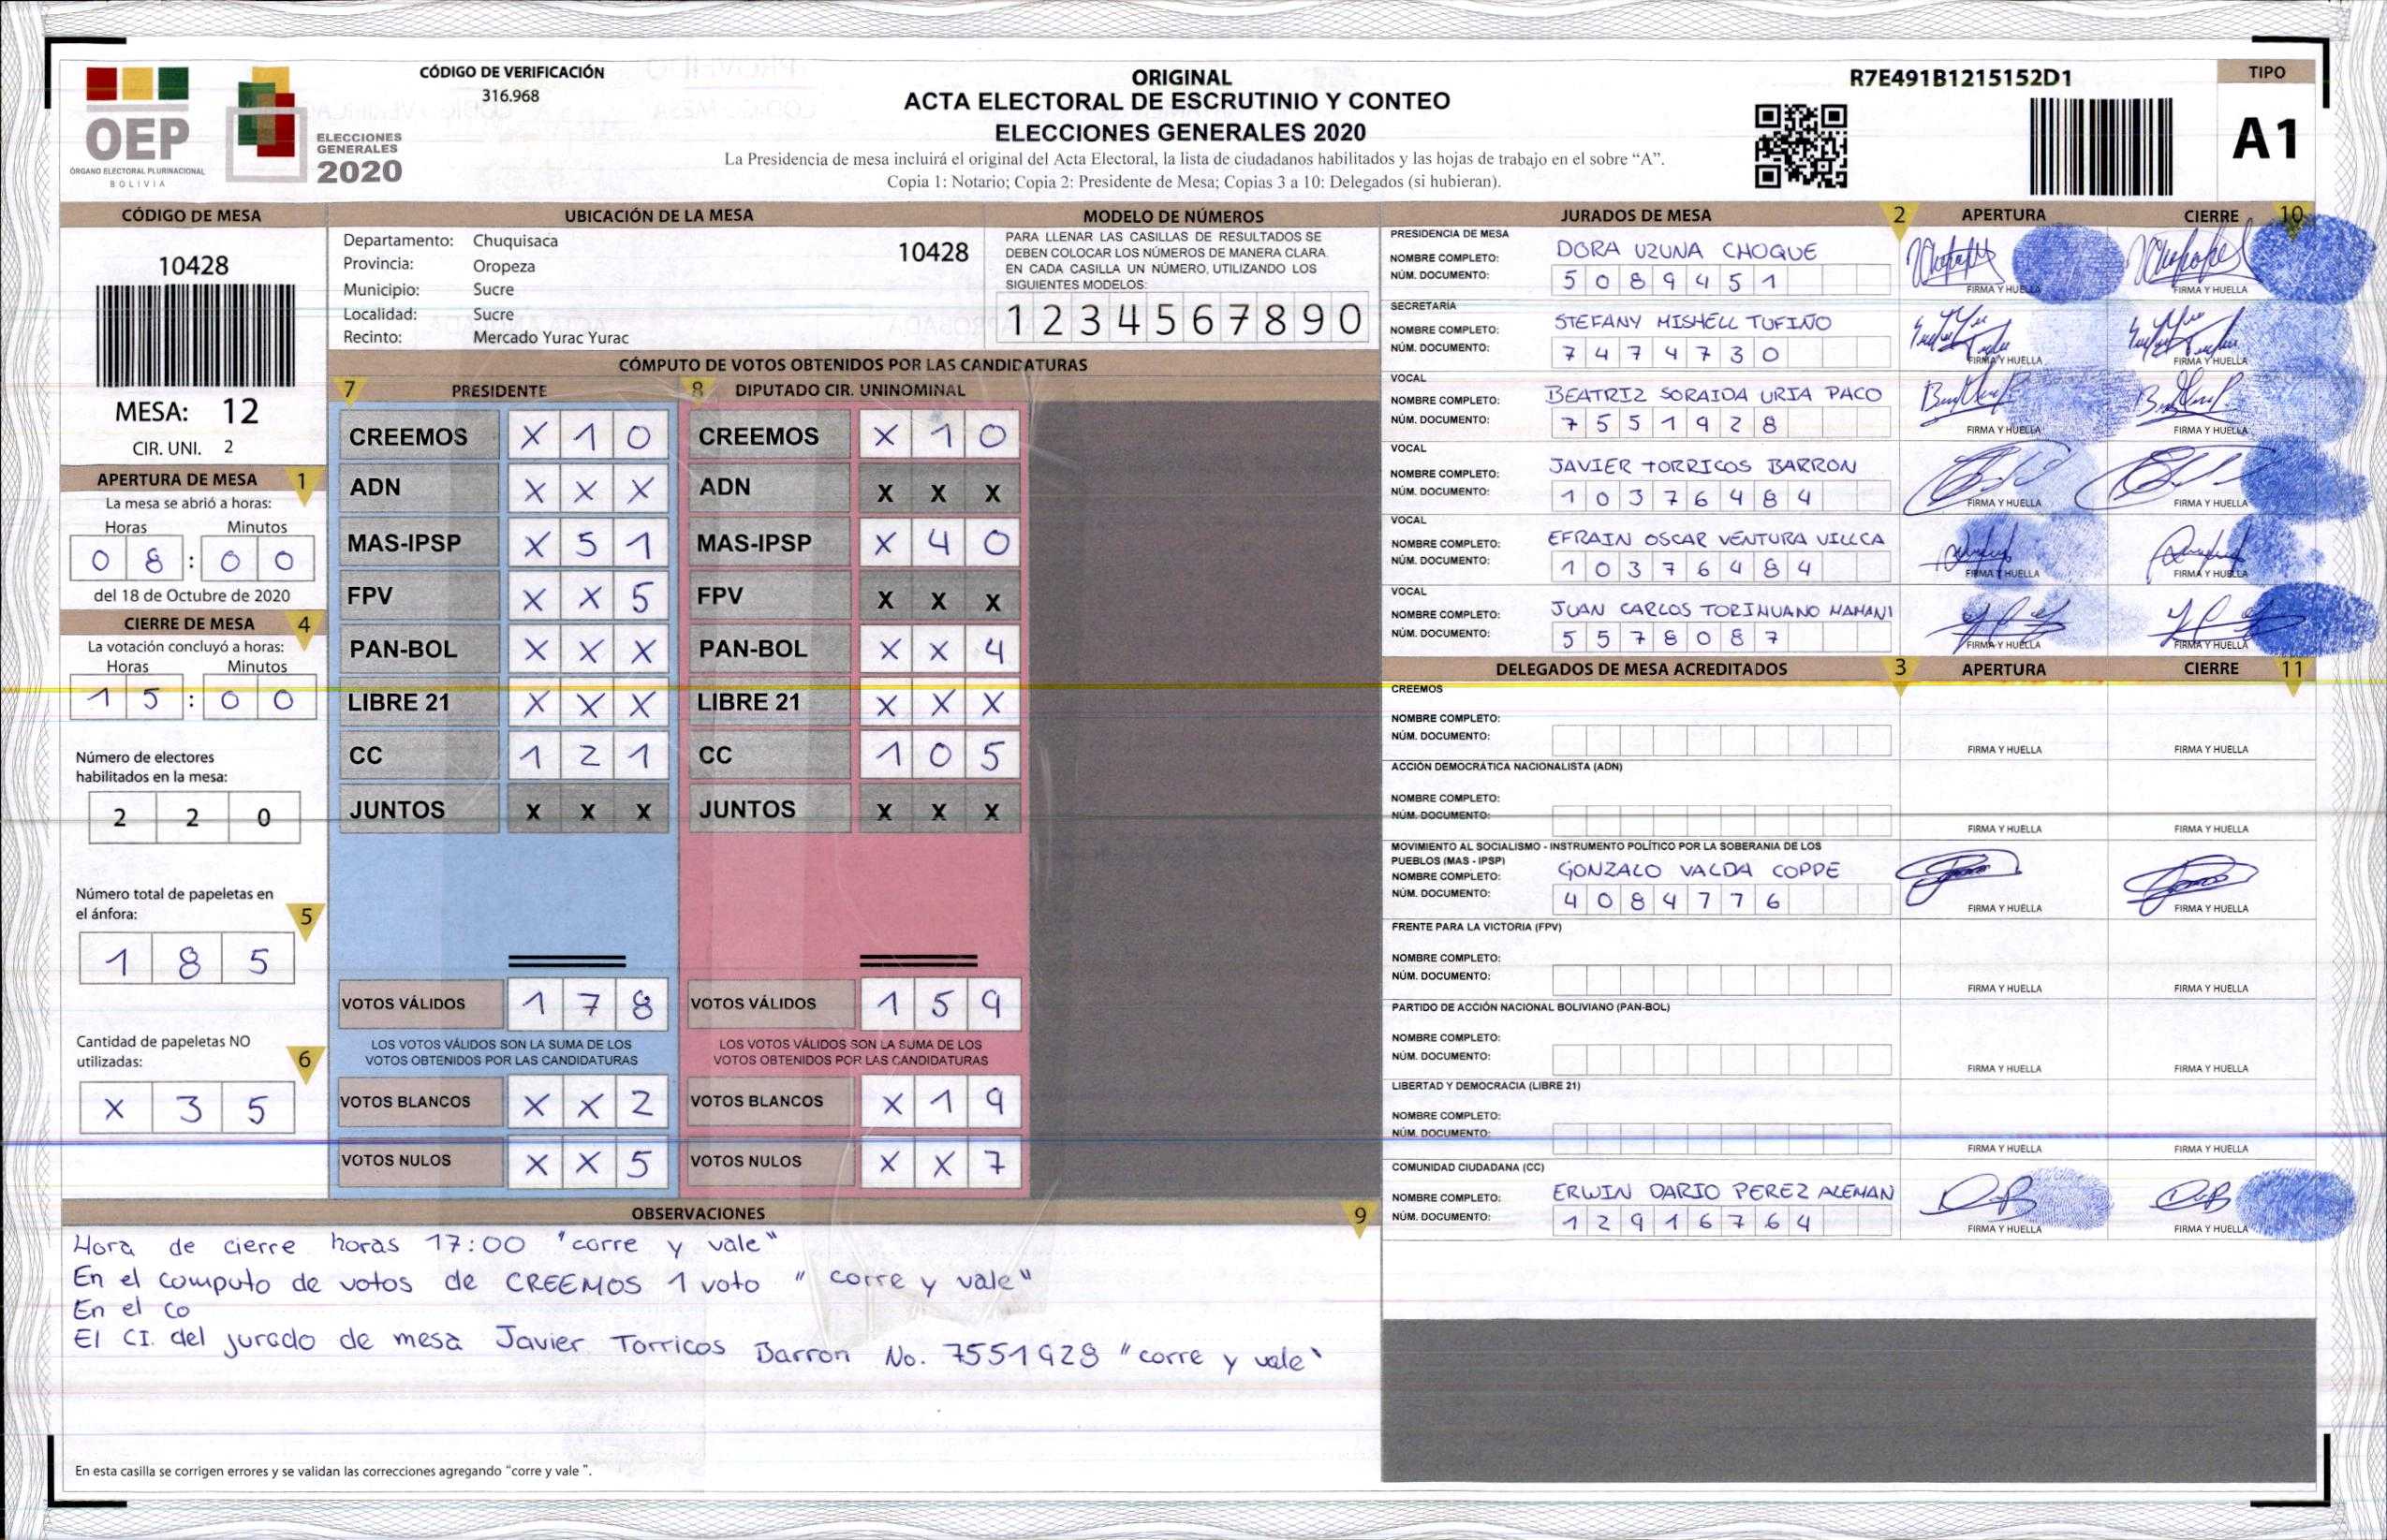 CÓDIGO DE VERIFICACIÓN
316.968
OEP
ÓRGANO ELECTORAL PLURINACIONAL
BOLIVIA
ELECCIONES
GENERALES
2020
ORIGINAL
ACTA ELECTORAL DE ESCRUTINIO Y CONTEO
ELECCIONES GENERALES 2020
La Presidencia de mesa incluirá el original del Acta Electoral, la lista de ciudadanos habilitados y las hojas de trabajo en el sobre “A”.
Copia 1: Notario; Copia 2: Presidente de Mesa; Copias 3 a 10: Delegados (si hubieran).
R7E491B1215152D1
TIPO
A1
CÓDIGO DE MESA
10428
MESA: 12
CIR. UNI. 2
APERTURA DE MESA 1
La mesa se abrió a horas:
Horas Minutos
0 8 : 0 0
del 18 de Octubre de 2020
CIERRE DE MESA 4
La votación concluyó a horas:
Horas Minutos
1 5 : 0 0
Número de electores
habilitados en la mesa:
2 2 0
Número total de papeletas en
el ánfora: 5
1 8 5
Cantidad de papeletas NO
utilizadas: 6
X 3 5
UBICACIÓN DE LA MESA
Departamento: Chuquisaca 10428
Provincia: Oropeza
Municipio: Sucre
Localidad: Sucre
Recinto: Mercado Yurac Yurac
MODELO DE NÚMEROS
PARA LLENAR LAS CASILLAS DE RESULTADOS SE
DEBEN COLOCAR LOS NÚMEROS DE MANERA CLARA.
EN CADA CASILLA UN NÚMERO, UTILIZANDO LOS
SIGUIENTES MODELOS:
1 2 3 4 5 6 7 8 9 0
CÓMPUTO DE VOTOS OBTENIDOS POR LAS CANDIDATURAS
7 PRESIDENTE 8 DIPUTADO CIR. UNINOMINAL
CREEMOS X 1 0 CREEMOS X 1 0
ADN X X X ADN X X X
MAS-IPSP X 5 1 MAS-IPSP X 4 0
FPV X X 5 FPV X X X
PAN-BOL X X X PAN-BOL X X 4
LIBRE 21 X X X LIBRE 21 X X X
CC 1 2 1 CC 1 0 5
JUNTOS X X X JUNTOS X X X
VOTOS VÁLIDOS 1 7 8 VOTOS VÁLIDOS 1 5 9
LOS VOTOS VÁLIDOS SON LA SUMA DE LOS LOS VOTOS VÁLIDOS SON LA SUMA DE LOS
VOTOS OBTENIDOS POR LAS CANDIDATURAS VOTOS OBTENIDOS POR LAS CANDIDATURAS
VOTOS BLANCOS X X 2 VOTOS BLANCOS X 1 9
VOTOS NULOS X X 5 VOTOS NULOS X X 7
OBSERVACIONES 9
Hora de cierre horas 17:00 "corre y vale"
En el computo de votos de CREEMOS 1 voto "corre y vale"
En el co
El CI. del jurado de mesa Javier Torricos Barron No. 7551928 "corre y vale"
En esta casilla se corrigen errores y se validan las correcciones agregando “corre y vale ”.
JURADOS DE MESA 2 APERTURA CIERRE 10
PRESIDENCIA DE MESA
NOMBRE COMPLETO: DORA UZUNA CHOQUE
NÚM. DOCUMENTO: 5 0 8 9 4 5 1
FIRMA Y HUELLA FIRMA Y HUELLA
SECRETARÍA
NOMBRE COMPLETO: STEFANY MISHELL TUFIÑO
NÚM. DOCUMENTO: 7 4 7 4 7 3 0
FIRMA Y HUELLA FIRMA Y HUELLA
VOCAL
NOMBRE COMPLETO: BEATRIZ SORAIDA URIA PACO
NÚM. DOCUMENTO: 7 5 5 1 9 2 8
FIRMA Y HUELLA FIRMA Y HUELLA
VOCAL
NOMBRE COMPLETO: JAVIER TORRICOS BARRON
NÚM. DOCUMENTO: 1 0 3 7 6 4 8 4
FIRMA Y HUELLA FIRMA Y HUELLA
VOCAL
NOMBRE COMPLETO: EFRAIN OSCAR VENTURA VILLCA
NÚM. DOCUMENTO: 1 0 3 7 6 4 8 4
FIRMA Y HUELLA FIRMA Y HUELLA
VOCAL
NOMBRE COMPLETO: JUAN CARLOS TORIHUANO MAMANI
NÚM. DOCUMENTO: 5 5 7 8 0 8 7
FIRMA Y HUELLA FIRMA Y HUELLA
DELEGADOS DE MESA ACREDITADOS 3 APERTURA CIERRE 11
CREEMOS
NOMBRE COMPLETO:
NÚM. DOCUMENTO:
FIRMA Y HUELLA FIRMA Y HUELLA
ACCIÓN DEMOCRÁTICA NACIONALISTA (ADN)
NOMBRE COMPLETO:
NÚM. DOCUMENTO:
FIRMA Y HUELLA FIRMA Y HUELLA
MOVIMIENTO AL SOCIALISMO - INSTRUMENTO POLÍTICO POR LA SOBERANIA DE LOS
PUEBLOS (MAS - IPSP)
NOMBRE COMPLETO: GONZALO VALDA COPPE
NÚM. DOCUMENTO: 4 0 8 4 7 7 6
FIRMA Y HUELLA FIRMA Y HUELLA
FRENTE PARA LA VICTORIA (FPV)
NOMBRE COMPLETO:
NÚM. DOCUMENTO:
FIRMA Y HUELLA FIRMA Y HUELLA
PARTIDO DE ACCIÓN NACIONAL BOLIVIANO (PAN-BOL)
NOMBRE COMPLETO:
NÚM. DOCUMENTO:
FIRMA Y HUELLA FIRMA Y HUELLA
LIBERTAD Y DEMOCRACIA (LIBRE 21)
NOMBRE COMPLETO:
NÚM. DOCUMENTO:
FIRMA Y HUELLA FIRMA Y HUELLA
COMUNIDAD CIUDADANA (CC)
NOMBRE COMPLETO: ERWIN DARIO PEREZ ALEMAN
NÚM. DOCUMENTO: 1 2 9 1 6 7 6 4
FIRMA Y HUELLA FIRMA Y HUELLA